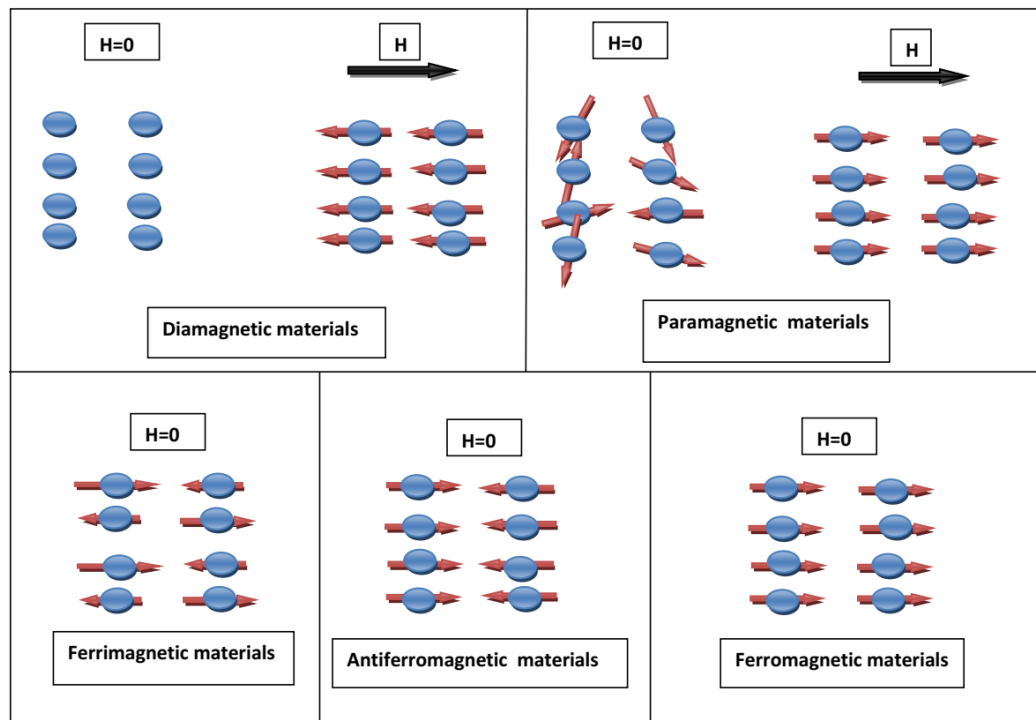 H=0
H
H=0
H
Diamagnetic materials
Paramagnetic materials
H=0
H=0
H=0
Ferrimagnetic materials
Antiferromagnetic materials
Ferromagnetic materials